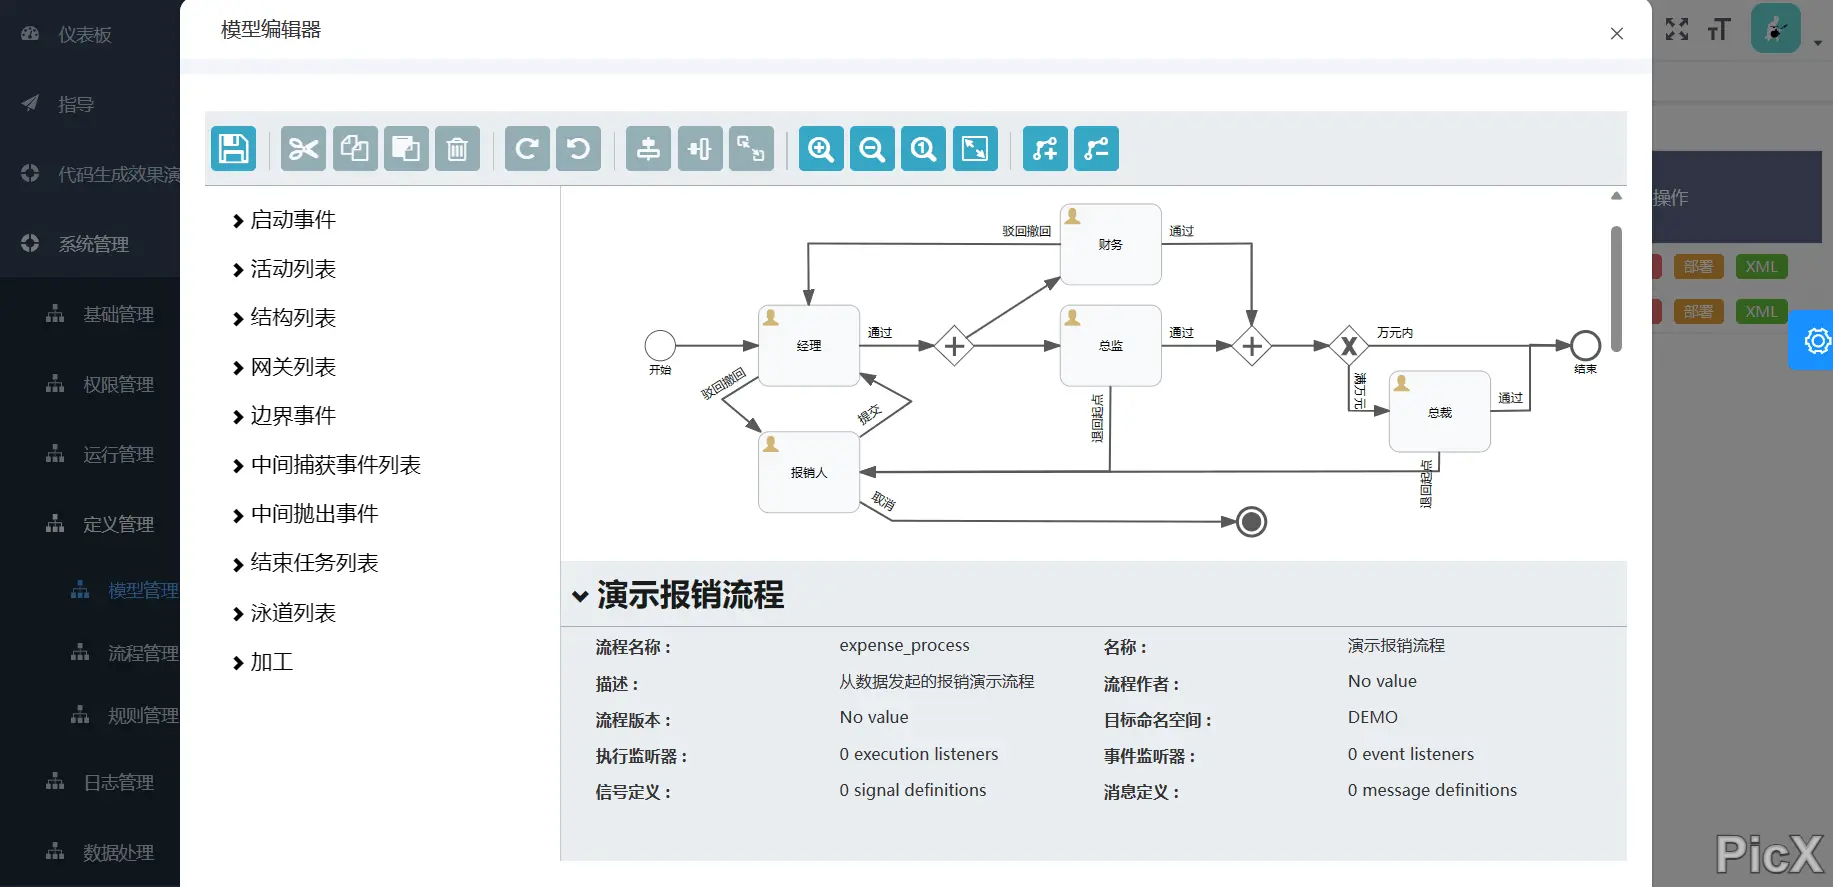 仪表板
指导
代码生成效果演
系统管理
基础管理
权限管理
运行管理
定义管理
模型管理
流程管理
规则管理
日志管理
数据处理
模型编辑器
×
启动事件
活动列表
结构列表
网关列表
边界事件
中间捕获事件列表
中间抛出事件
结束任务列表
泳道列表
加工
驳回撤回
财务
通过
开始
经理
通过
总监
通过
万元内
结束
满万元
总裁
通过
驳回撤回
提交
退回起点
报销人
取消
退回起点
演示报销流程
流程名称：
expense_process
名称：
演示报销流程
描述：
从数据发起的报销演示流程
流程作者：
No value
流程版本：
No value
目标命名空间：
DEMO
执行监听器：
0 execution listeners
事件监听器：
0 event listeners
信号定义：
0 signal definitions
消息定义：
0 message definitions
操作
部署 XML
部署 XML
PicX